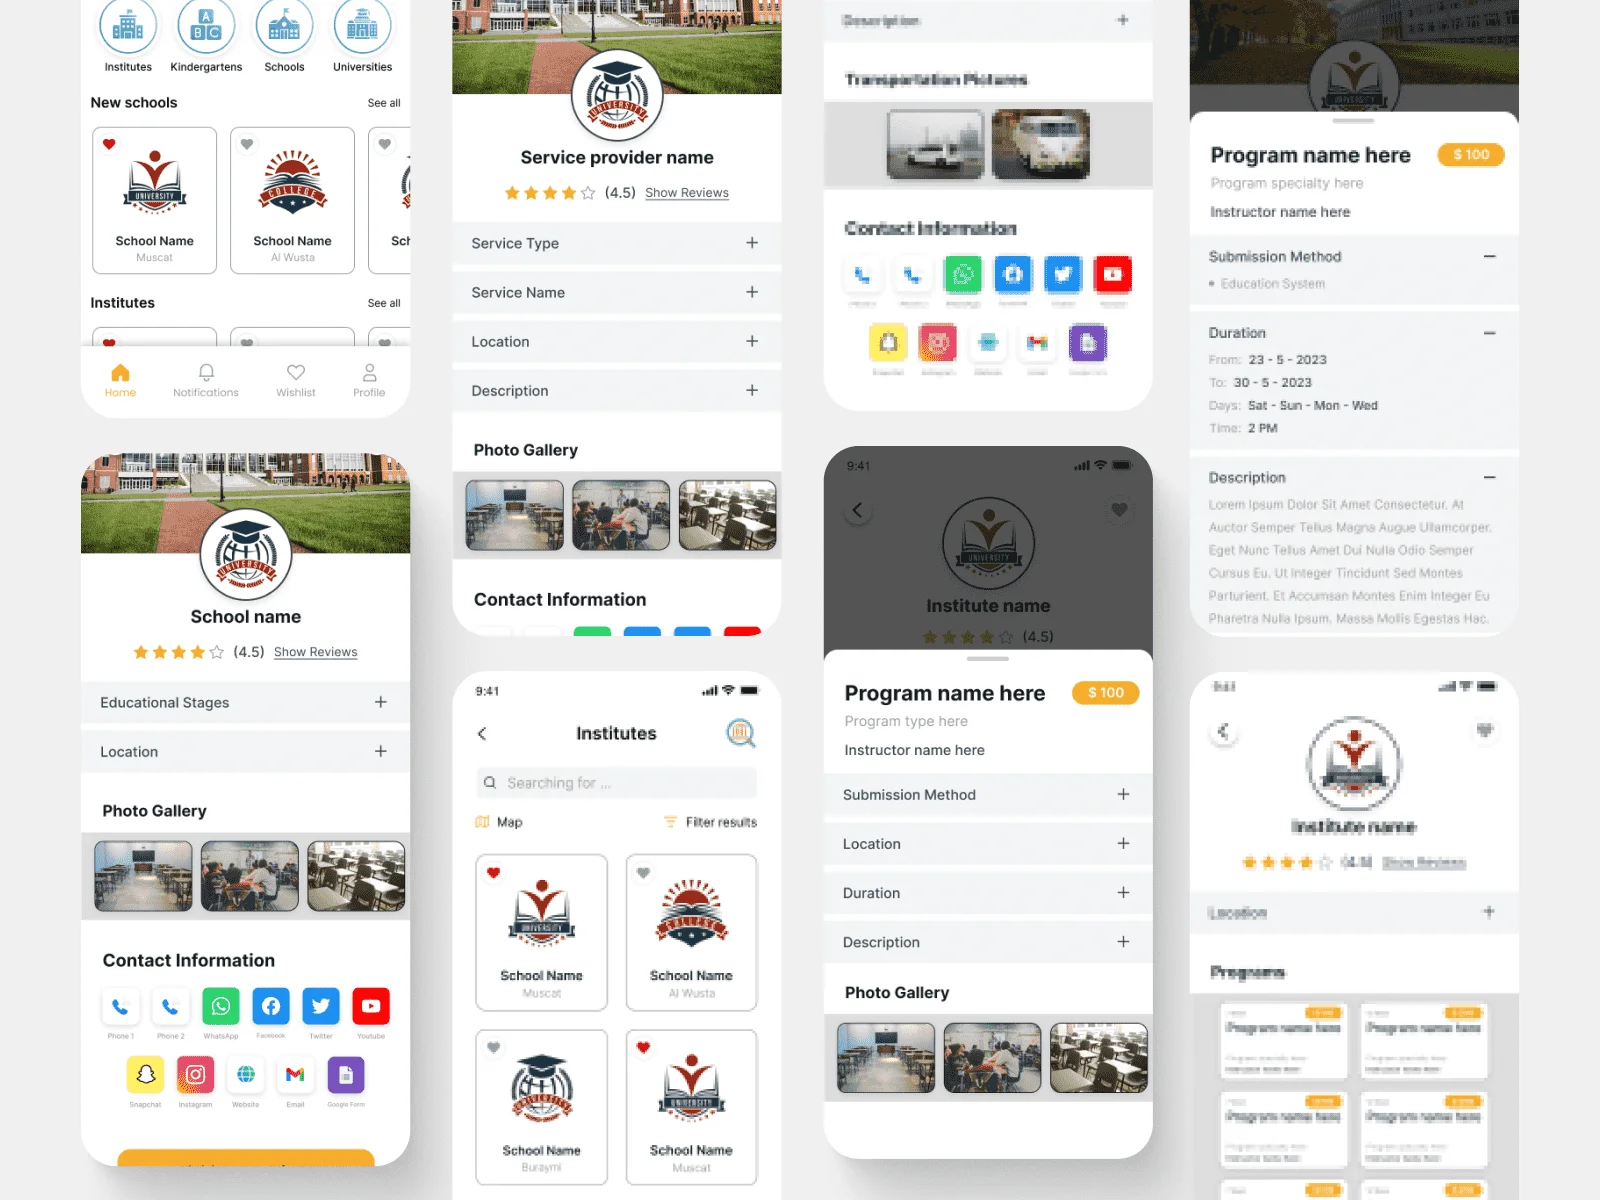 Institutes Kindergartens Schools Universities
New schools See all
UNIVERSITY
COLLEGE
School Name
Muscat
School Name
Al Wusta
Sch
Institutes See all
Home Notifications Wishlist Profile
UNIVERSITY
School name
(4.5) Show Reviews
Educational Stages
Location
Photo Gallery
Contact Information
Phone 1 Phone 2 WhatsApp Facebook Twitter Youtube
Snapchat Instagram Website Email Google Form
UNIVERSITY
Service provider name
(4.5) Show Reviews
Service Type
Service Name
Location
Description
Photo Gallery
Contact Information
9:41
Institutes
Searching for ...
Map Filter results
UNIVERSITY
COLLEGE
School Name
Muscat
School Name
Al Wusta
UNIVERSITY
UNIVERSITY
School Name
Buraymi
School Name
Muscat
Description
Transportation Pictures
Contact Information
9:41
UNIVERSITY
Institute name
(4.5)
Program name here $ 100
Program type here
Instructor name here
Submission Method
Location
Duration
Description
Photo Gallery
Program name here $ 100
Program specialty here
Instructor name here
Submission Method
Education System
Duration
From: 23 - 5 - 2023
To: 30 - 5 - 2023
Days: Sat - Sun - Mon - Wed
Time: 2 PM
Description
Lorem Ipsum Dolor Sit Amet Consectetur. At
Auctor Semper Tellus Magna Augue Ullamcorper.
Eget Nunc Tellus Amet Dui Nulla Odio Semper
Cursus Eu. Ut Integer Tincidunt Sed Montes
Parturient. Et Accumsan Montes Enim Integer Eu
Pharetra Nulla Ipsum. Massa Mollis Egestas Hac.
9:41
Institute name
(4.5) Show Reviews
Location
Programs
Program name here
Program name here
Program name here
Program name here